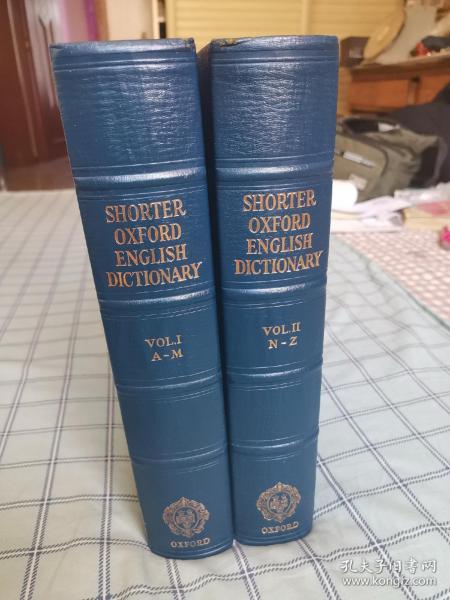 SHORTER
OXFORD
ENGLISH
DICTIONARY
VOL.I
A-M
OXFORD
SHORTER
OXFORD
ENGLISH
DICTIONARY
VOL.II
N-Z
OXFORD
孔夫子旧书网
www.kongfz.com